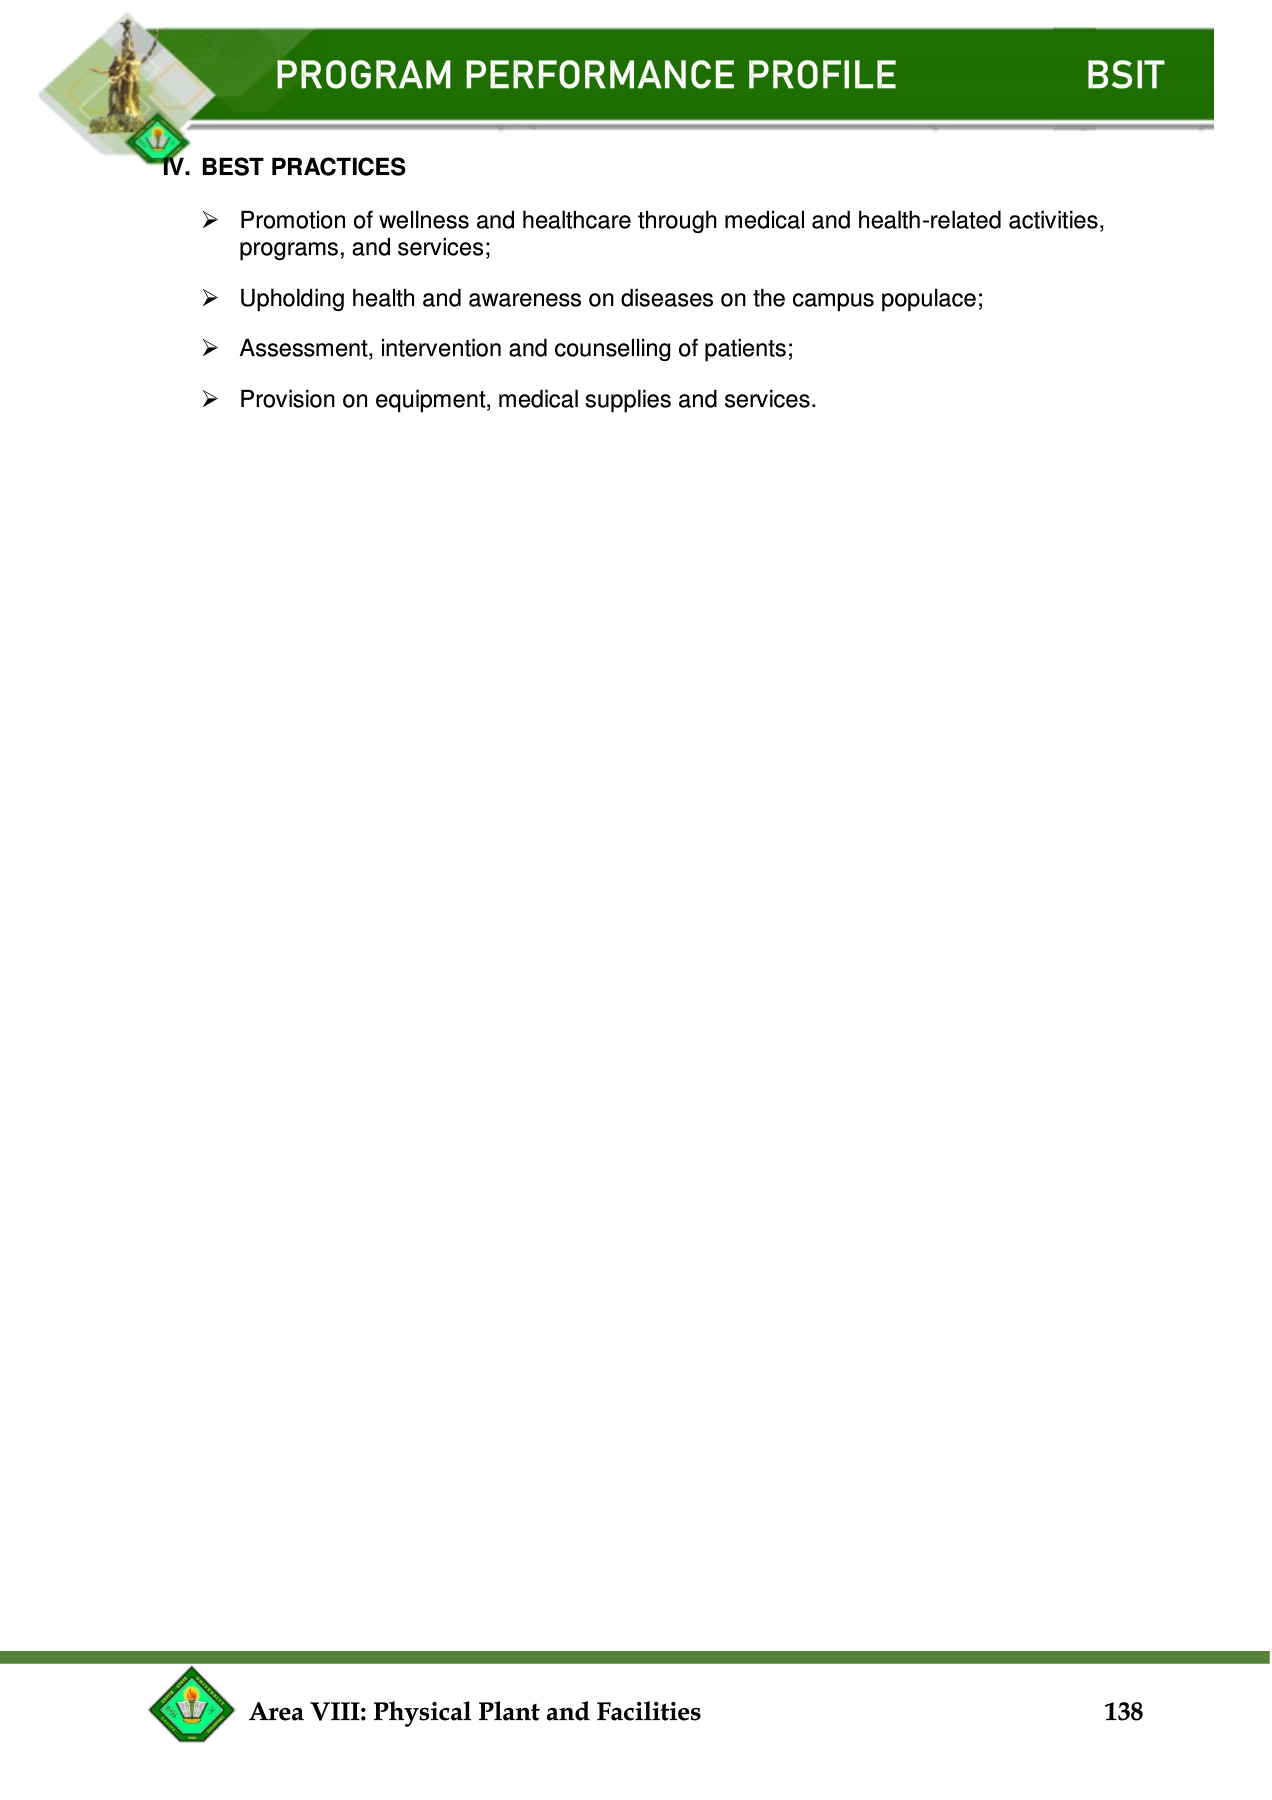 PROGRAM PERFORMANCE PROFILE BSIT
IV. BEST PRACTICES
➢ Promotion of wellness and healthcare through medical and health-related activities,
programs, and services;
➢ Upholding health and awareness on diseases on the campus populace;
➢ Assessment, intervention and counselling of patients;
➢ Provision on equipment, medical supplies and services.
Area VIII: Physical Plant and Facilities 138